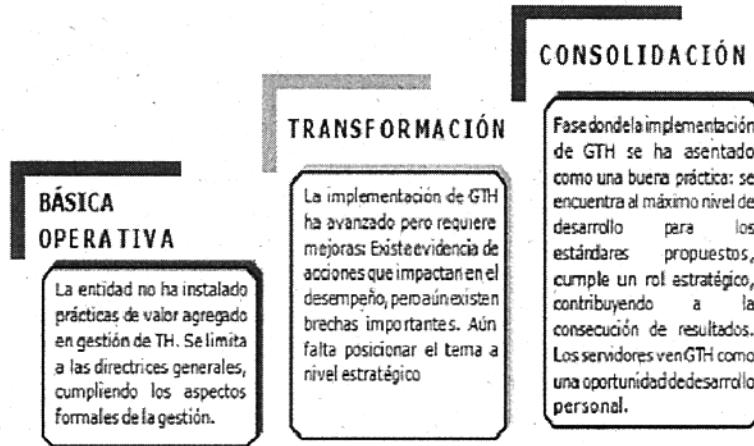 BÁSICA
OPERATIVA
La entidad no ha instalado
prácticas de valor agregado
en gestión de TH. Se limita
a las directrices generales,
cumpliendo los aspectos
formales de la gestión.
TRANSFORMACIÓN
La implementación de GTH
ha avanzado pero requiere
mejoras: Existe evidencia de
acciones que impactan en el
desempeño, pero aún existen
brechas importantes. Aún
falta posicionar el tema a
nivel estratégico
CONSOLIDACIÓN
Fase donde la implementación
de GTH se ha asentado
como una buena práctica: se
encuentra al máximo nivel de
desarrollo para los
estándares propuestos,
cumple un rol estratégico,
contribuyendo a la
consecución de resultados.
Los servidores ven GTH como
una oportunidad de desarrollo
personal.